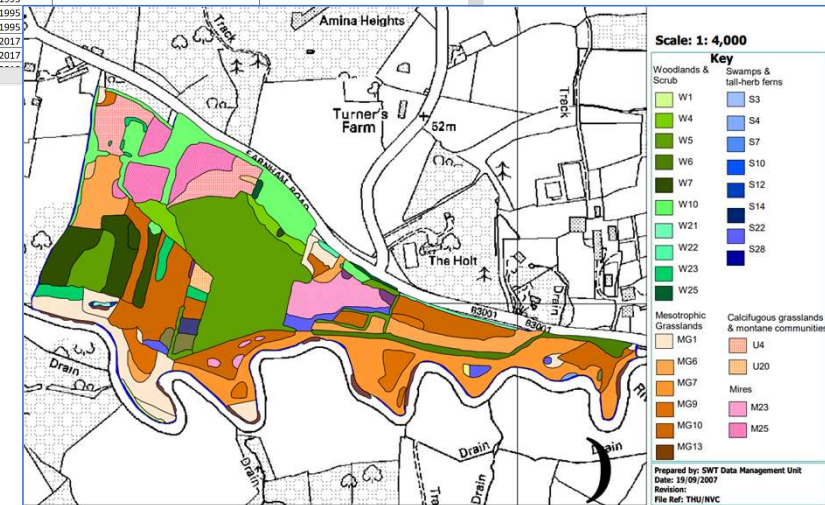 1995
1995
2017
2017
Track
Amina Heights
Turner's
Farm
52m
Track
FARNHAM ROAD
The Holt
Drain
B3001
B3001
Drain
Drain
Drain
Drain
Drain
Scale: 1: 4,000
Key
Woodlands &
Scrub
W1
W4
W5
W6
W7
W10
W21
W22
W23
W25
Swamps &
tall-herb ferns
S3
S4
S7
S10
S12
S14
S22
S28
Mesotrophic
Grasslands
MG1
MG6
MG7
MG9
MG10
MG13
Calcifugous grasslands
& montane communities
U4
U20
Mires
M23
M25
Prepared by: SWT Data Management Unit
Date: 19/09/2007
Revision:
File Ref: THU/NVC